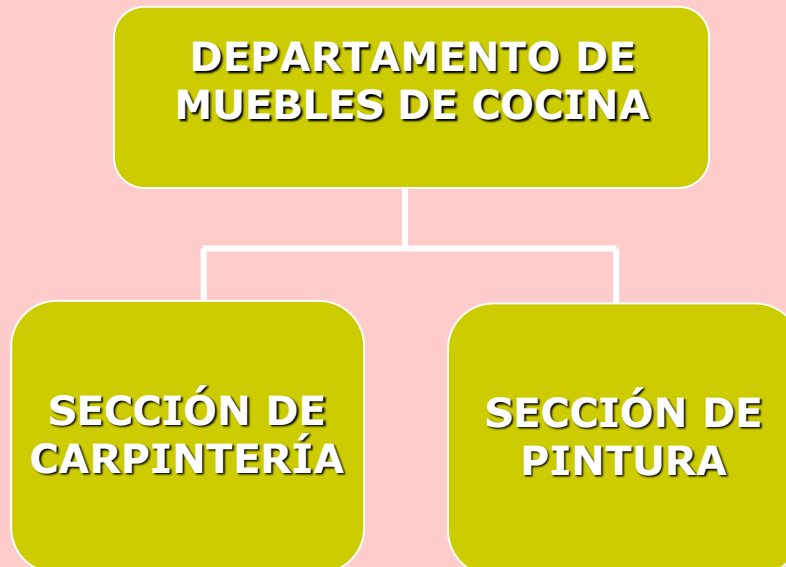 DEPARTAMENTO DE
MUEBLES DE COCINA
SECCIÓN DE
CARPINTERÍA
SECCIÓN DE
PINTURA